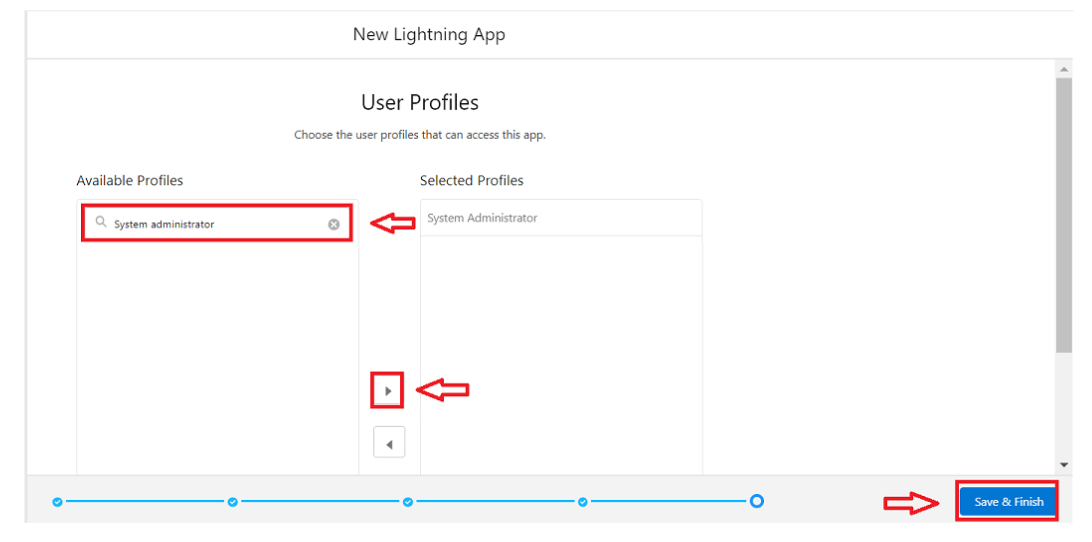 New Lightning App
User Profiles
Choose the user profiles that can access this app.
Available Profiles
Selected Profiles
System administrator
System Administrator
Save & Finish